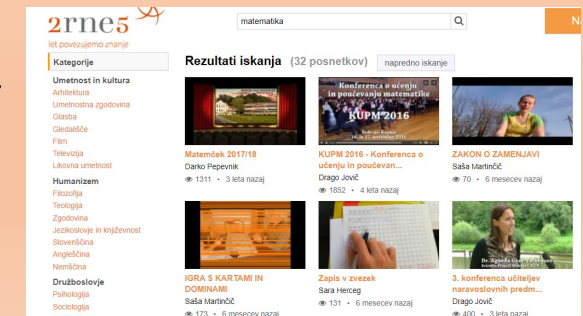 2rne5
let povezujemo znanje
matematika
N
Kategorije
Umetnost in kultura
Arhitektura
Umetnostna zgodovina
Glasba
Gledališče
Film
Televizija
Likovna umetnost
Humanizem
Filozofija
Teologija
Zgodovina
Jezikoslovje in književnost
Slovenščina
Angleščina
Nemščina
Družboslovje
Psihologija
Sociologija
Rezultati iskanja (32 posnetkov)
napredno iskanje
Matemček 2017/18
Darko Pepevnik
1311 • 3 leta nazaj
Konferenca o učenju
in poučevanju matematike
KUPM 2016
KUPM 2016 - Konferenca o
učenju in poučevan...
Drago Jovič
1852 • 4 leta nazaj
ZAKON O ZAMENJAVI
Saša Martinčič
70 • 6 mesecev nazaj
IGRA S KARTAMI IN
DOMINAMI
Saša Martinčič
173 • 6 mesecev nazaj
Zapis v zvezek
Sara Herceg
131 • 6 mesecev nazaj
3. konferenca učiteljev
naravoslovnih predm...
Drago Jovič
400 • 3 leta nazaj